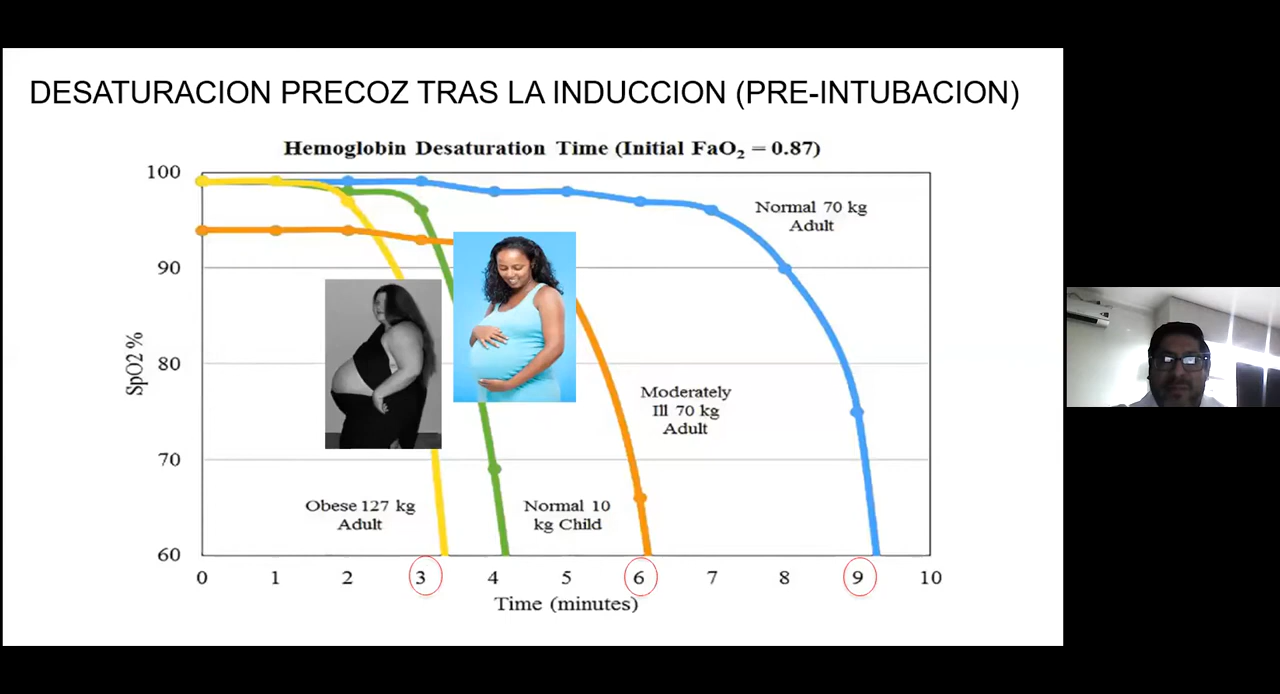 DESATURACION PRECOZ TRAS LA INDUCCION (PRE-INTUBACION)
Hemoglobin Desaturation Time (Initial FaO₂ = 0.87)
100
90
80
70
60
SpO2 %
Normal 70 kg
Adult
Moderately
Ill 70 kg
Adult
Obese 127 kg
Adult
Normal 10
kg Child
0 1 2 3 4 5 6 7 8 9 10
Time (minutes)